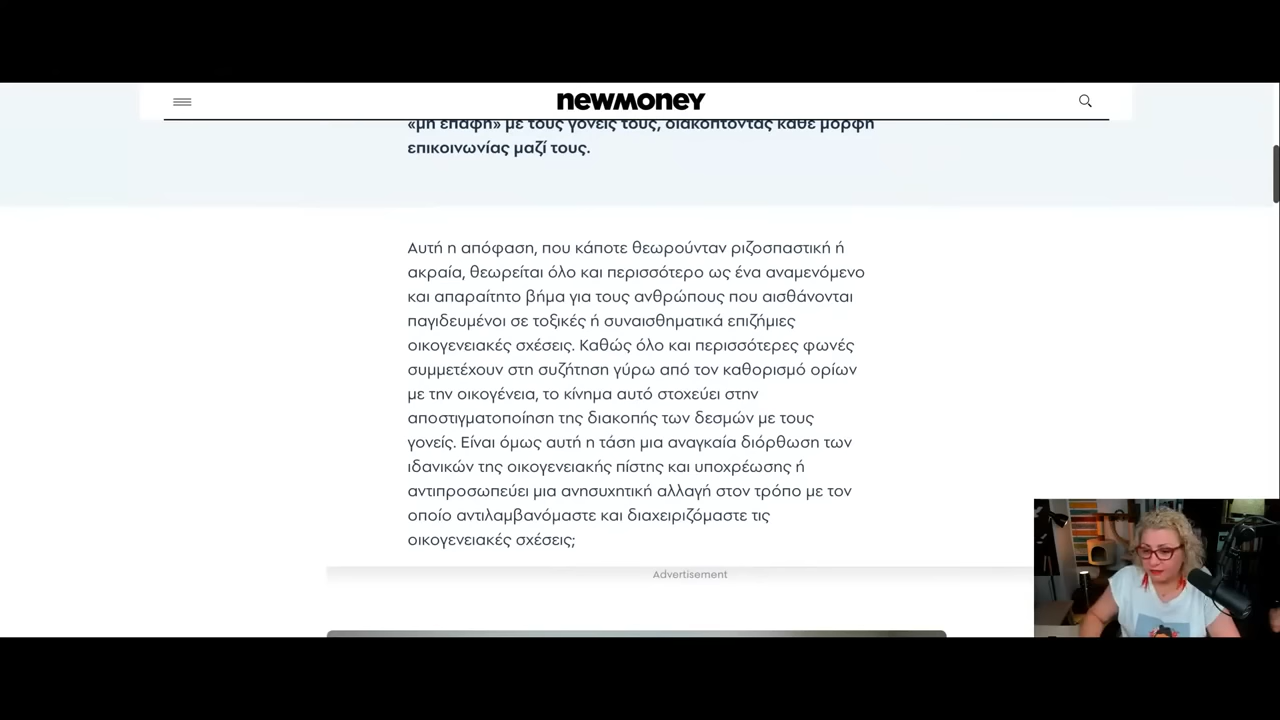 newmoney
«μη επαφή» με τους γονείς τους, διακόπτοντας κάθε μορφή
επικοινωνίας μαζί τους.
Αυτή η απόφαση, που κάποτε θεωρούνταν ριζοσπαστική ή
ακραία, θεωρείται όλο και περισσότερο ως ένα αναμενόμενο
και απαραίτητο βήμα για τους ανθρώπους που αισθάνονται
παγιδευμένοι σε τοξικές ή συναισθηματικά επιζήμιες
οικογενειακές σχέσεις. Καθώς όλο και περισσότερες φωνές
συμμετέχουν στη συζήτηση γύρω από τον καθορισμό ορίων
με την οικογένεια, το κίνημα αυτό στοχεύει στην
αποστιγματοποίηση της διακοπής των δεσμών με τους
γονείς. Είναι όμως αυτή η τάση μια αναγκαία διόρθωση των
ιδανικών της οικογενειακής πίστης και υποχρέωσης ή
αντιπροσωπεύει μια ανησυχητική αλλαγή στον τρόπο με τον
οποίο αντιλαμβανόμαστε και διαχειριζόμαστε τις
οικογενειακές σχέσεις;
Advertisement